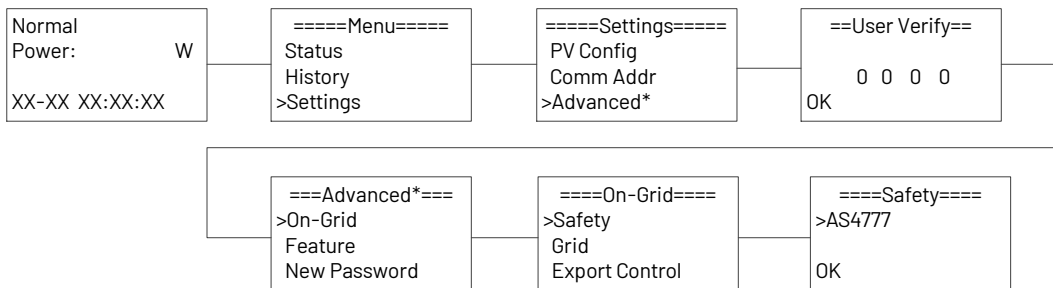 Normal
Power: W
XX-XX XX:XX:XX
=====Menu=====
Status
History
>Settings
=====Settings=====
PV Config
Comm Addr
>Advanced*
==User Verify==
0 0 0 0
OK
===Advanced*===
>On-Grid
Feature
New Password
====On-Grid====
>Safety
Grid
Export Control
====Safety====
>AS4777
OK